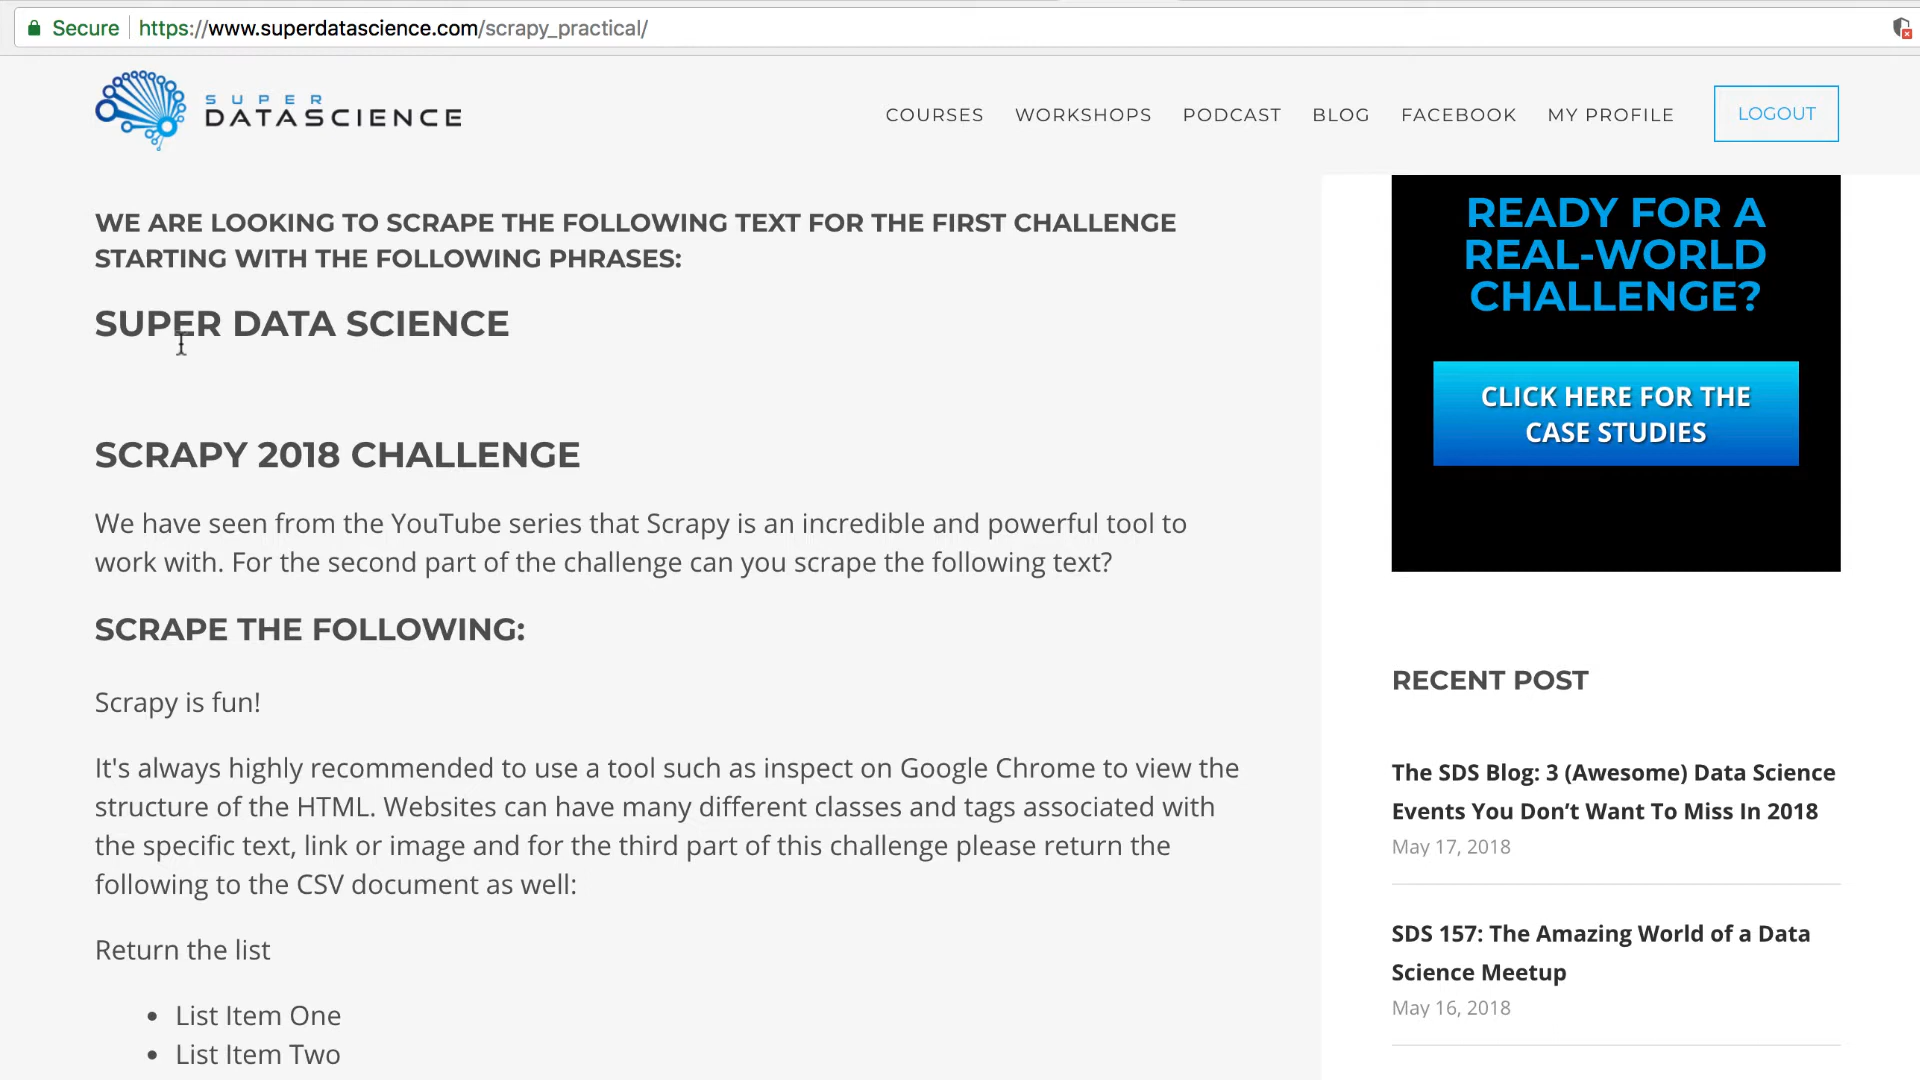 Secure https://www.superdatascience.com/scrapy_practical/
SUPER
DATASCIENCE
COURSES WORKSHOPS PODCAST BLOG FACEBOOK MY PROFILE LOGOUT
WE ARE LOOKING TO SCRAPE THE FOLLOWING TEXT FOR THE FIRST CHALLENGE
STARTING WITH THE FOLLOWING PHRASES:
SUPER DATA SCIENCE
SCRAPY 2018 CHALLENGE
We have seen from the YouTube series that Scrapy is an incredible and powerful tool to
work with. For the second part of the challenge can you scrape the following text?
SCRAPE THE FOLLOWING:
Scrapy is fun!
It's always highly recommended to use a tool such as inspect on Google Chrome to view the
structure of the HTML. Websites can have many different classes and tags associated with
the specific text, link or image and for the third part of this challenge please return the
following to the CSV document as well:
Return the list
• List Item One
• List Item Two
READY FOR A
REAL-WORLD
CHALLENGE?
CLICK HERE FOR THE
CASE STUDIES
RECENT POST
The SDS Blog: 3 (Awesome) Data Science
Events You Don’t Want To Miss In 2018
May 17, 2018
SDS 157: The Amazing World of a Data
Science Meetup
May 16, 2018